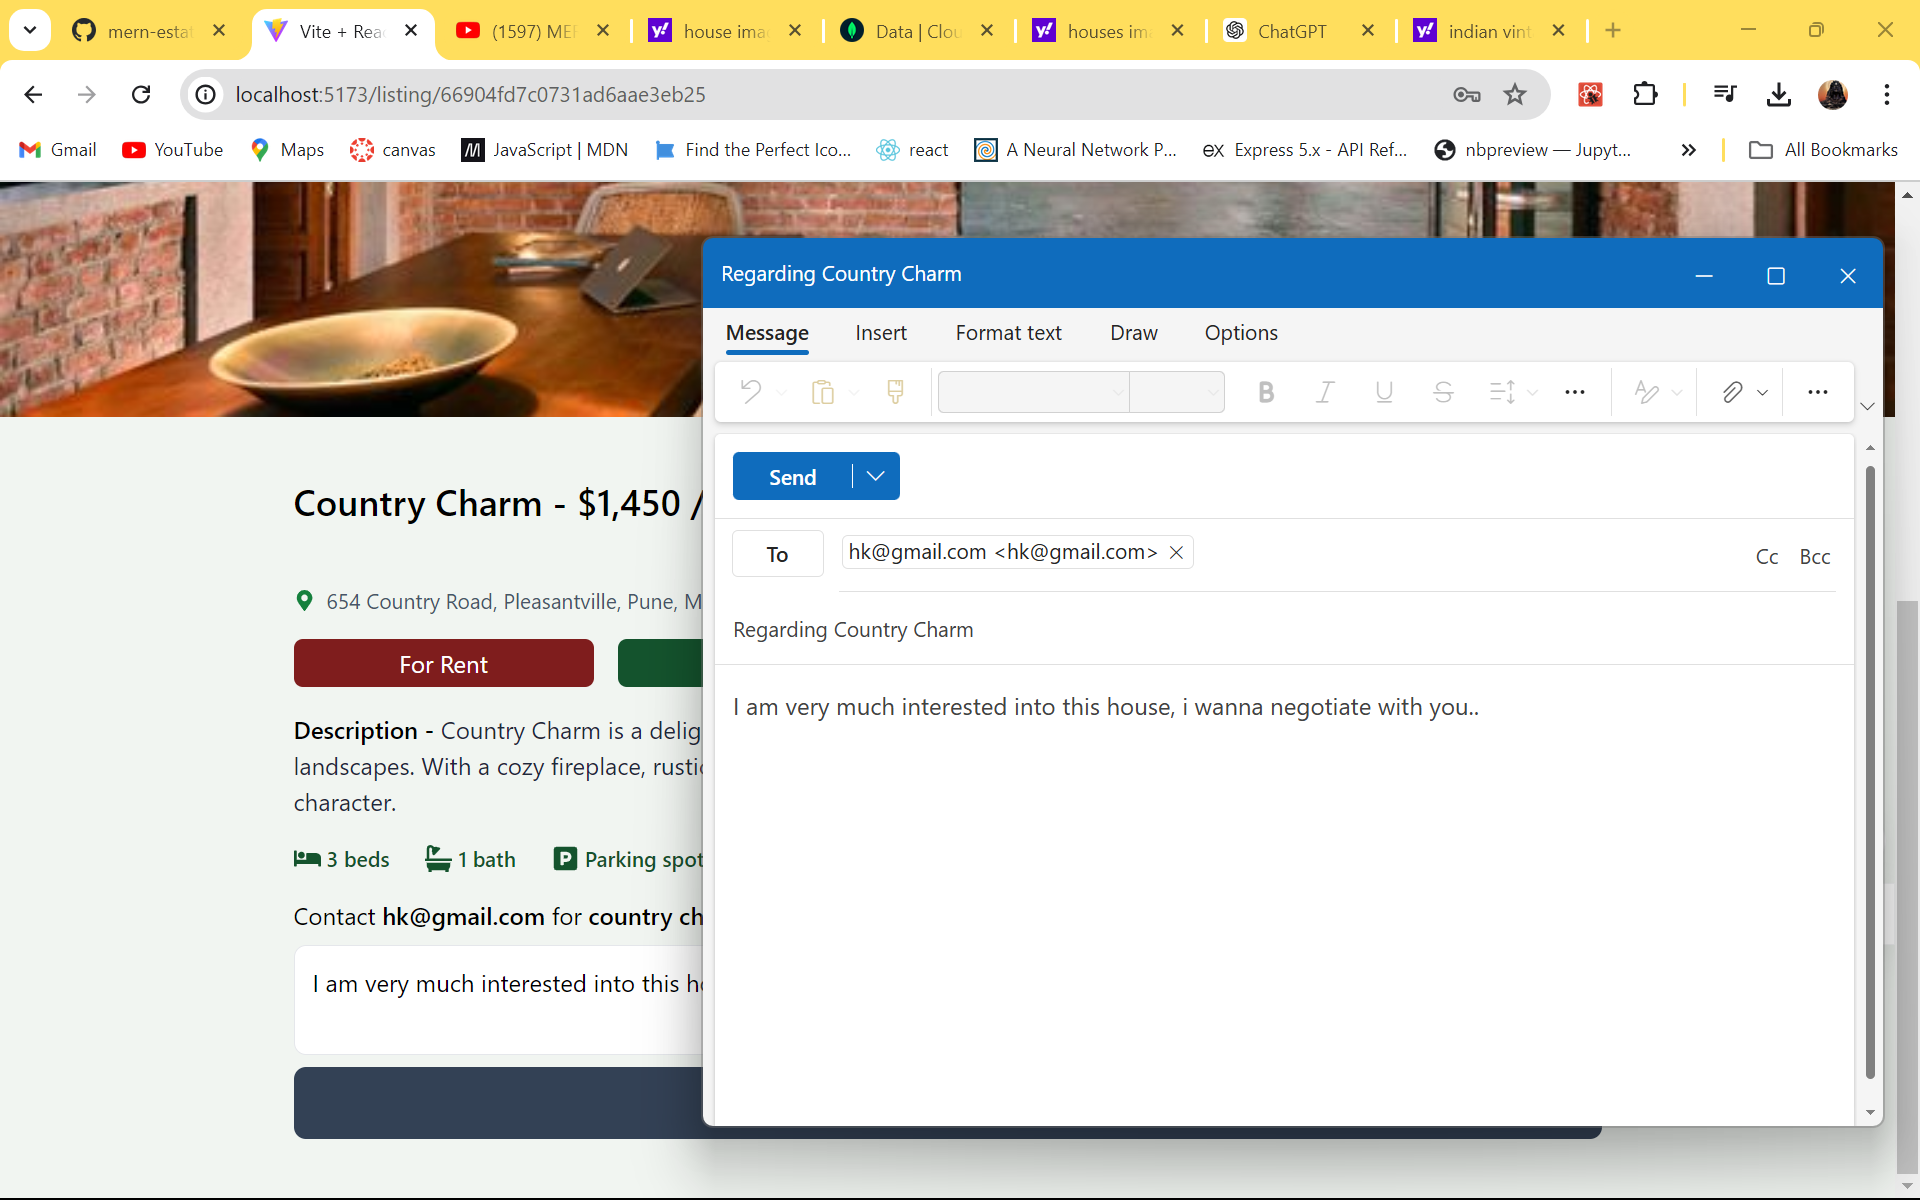 mern-esta
Vite + Rea
(1597) ME
house ima
Data | Clou
houses im
ChatGPT
indian vint
localhost:5173/listing/66904fd7c0731ad6aae3eb25
Gmail
YouTube
Maps
canvas
JavaScript | MDN
Find the Perfect Ico...
react
A Neural Network P...
ex Express 5.x - API Ref...
nbpreview — Jupyt...
All Bookmarks
Regarding Country Charm
Message
Insert
Format text
Draw
Options
Send
To
hk@gmail.com <hk@gmail.com>
Cc
Bcc
Regarding Country Charm
I am very much interested into this house, i wanna negotiate with you..
Country Charm - $1,450 /
654 Country Road, Pleasantville, Pune, M
For Rent
Description - Country Charm is a delig
landscapes. With a cozy fireplace, rustic
character.
3 beds
1 bath
Parking spot
Contact hk@gmail.com for country ch
I am very much interested into this ho